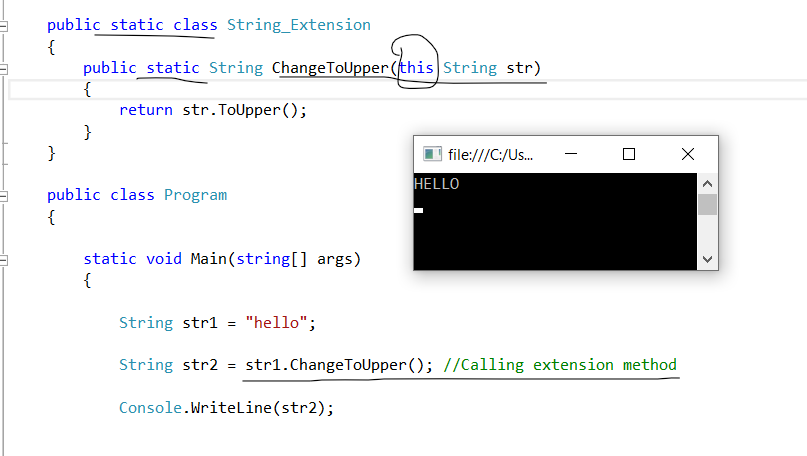 public static class String_Extension
{
public static String ChangeToUpper(this String str)
{
return str.ToUpper();
}
}
file:///C:/Us...
HELLO
public class Program
{
static void Main(string[] args)
{
String str1 = "hello";
String str2 = str1.ChangeToUpper(); //Calling extension method
Console.WriteLine(str2);